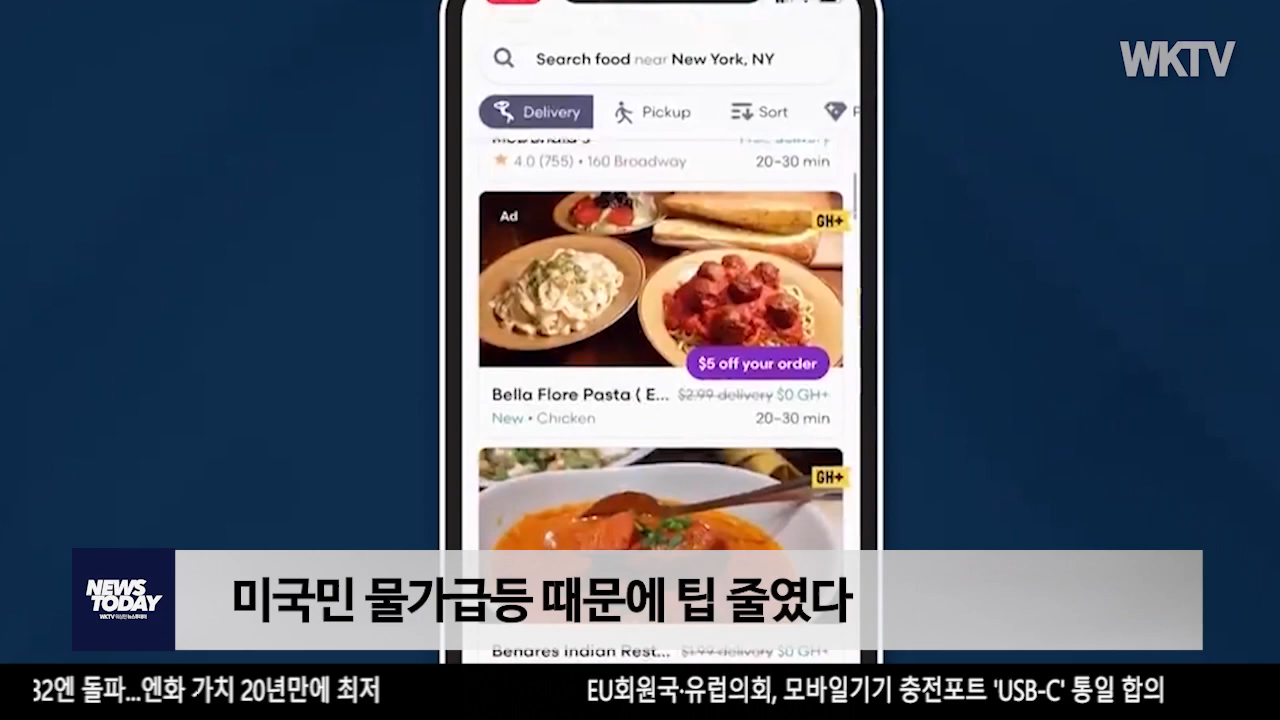 Search food near New York, NY
WKTV
Delivery Pickup Sort
4.0 (755) • 160 Broadway 20-30 min
Ad
GH+
$5 off your order
Bella Flore Pasta ( E... $2.99 delivery $0 GH+
New • Chicken 20-30 min
GH+
NEWS
TODAY
미국민 물가급등 때문에 팁 줄였다
Benares Indian Rest... $1.99 delivery $0 GH+
32엔 돌파...엔화 가치 20년만에 최저 EU회원국·유럽의회, 모바일기기 충전포트 'USB-C' 통일 합의